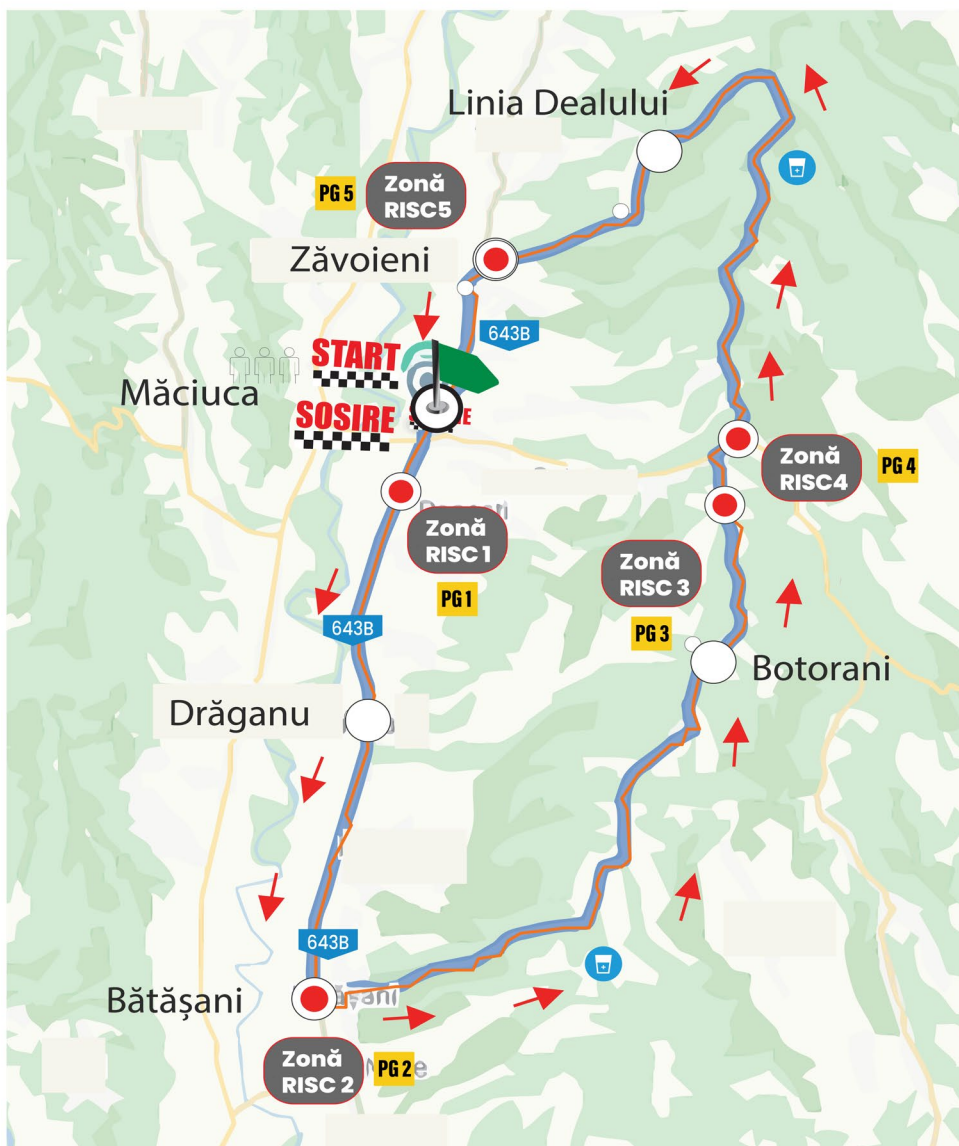 Linia Dealului
PG 5
Zonă
RISC5
Zăvoieni
643B
START
Măciuca
SOSIRE
Zonă
RISC4
PG 4
Zonă
RISC 1
PG 1
Zonă
RISC 3
PG 3
643B
Botorani
Drăganu
643B
Bătășani
Zonă
RISC 2
PG 2